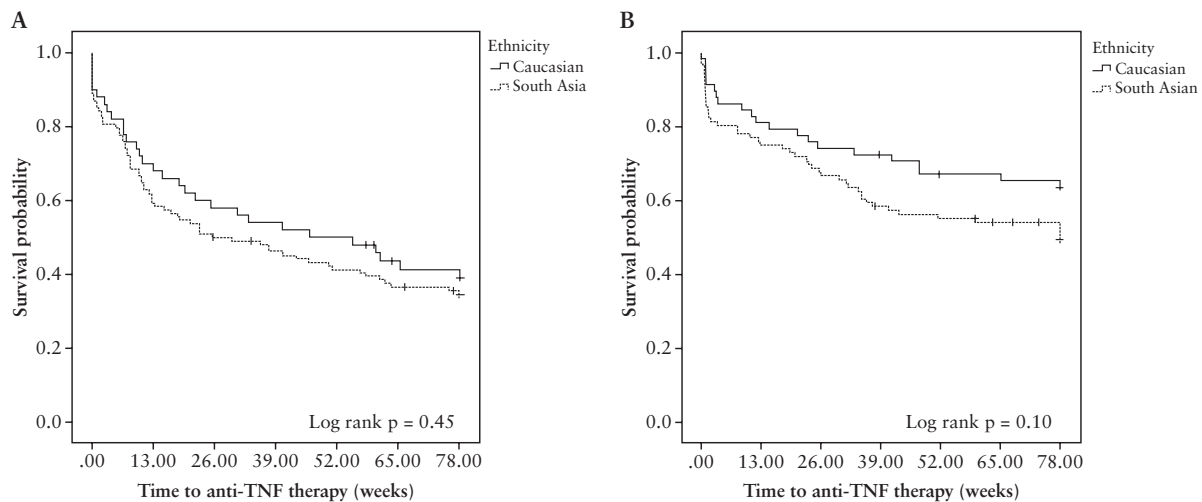 A
Survival probability
1.0
0.8
0.6
0.4
0.2
0.0
Log rank p = 0.45
.00 13.00 26.00 39.00 52.00 65.00 78.00
Time to anti-TNF therapy (weeks)
Ethnicity
Caucasian
South Asia
B
Survival probability
1.0
0.8
0.6
0.4
0.2
0.0
Log rank p = 0.10
.00 13.00 26.00 39.00 52.00 65.00 78.00
Time to anti-TNF therapy (weeks)
Ethnicity
Caucasian
South Asian